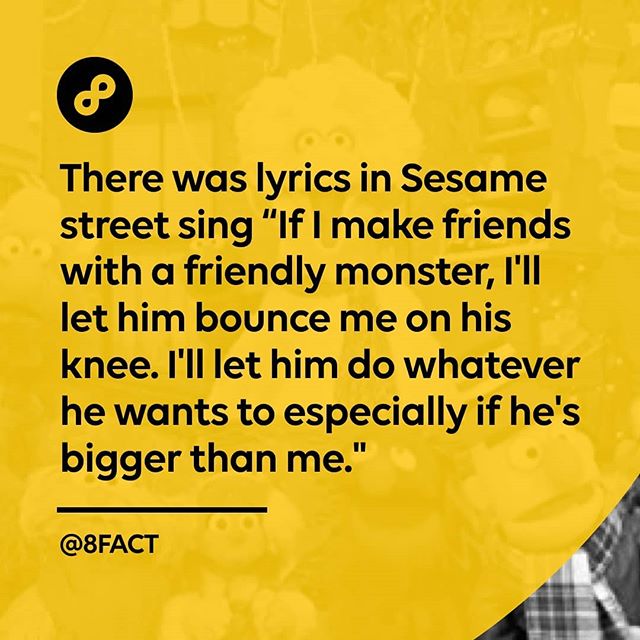 There was lyrics in Sesame
street sing “If I make friends
with a friendly monster, I'll
let him bounce me on his
knee. I'll let him do whatever
he wants to especially if he's
bigger than me."
@8FACT